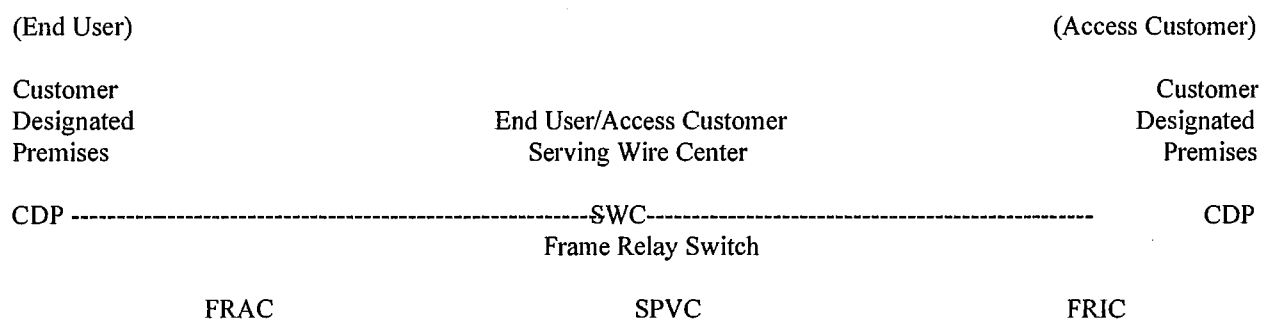 (End User) (Access Customer)
Customer Customer
Designated End User/Access Customer Designated
Premises Serving Wire Center Premises
CDP ------------------------------------------------------------SWC------------------------------------------------- CDP
Frame Relay Switch
FRAC SPVC FRIC